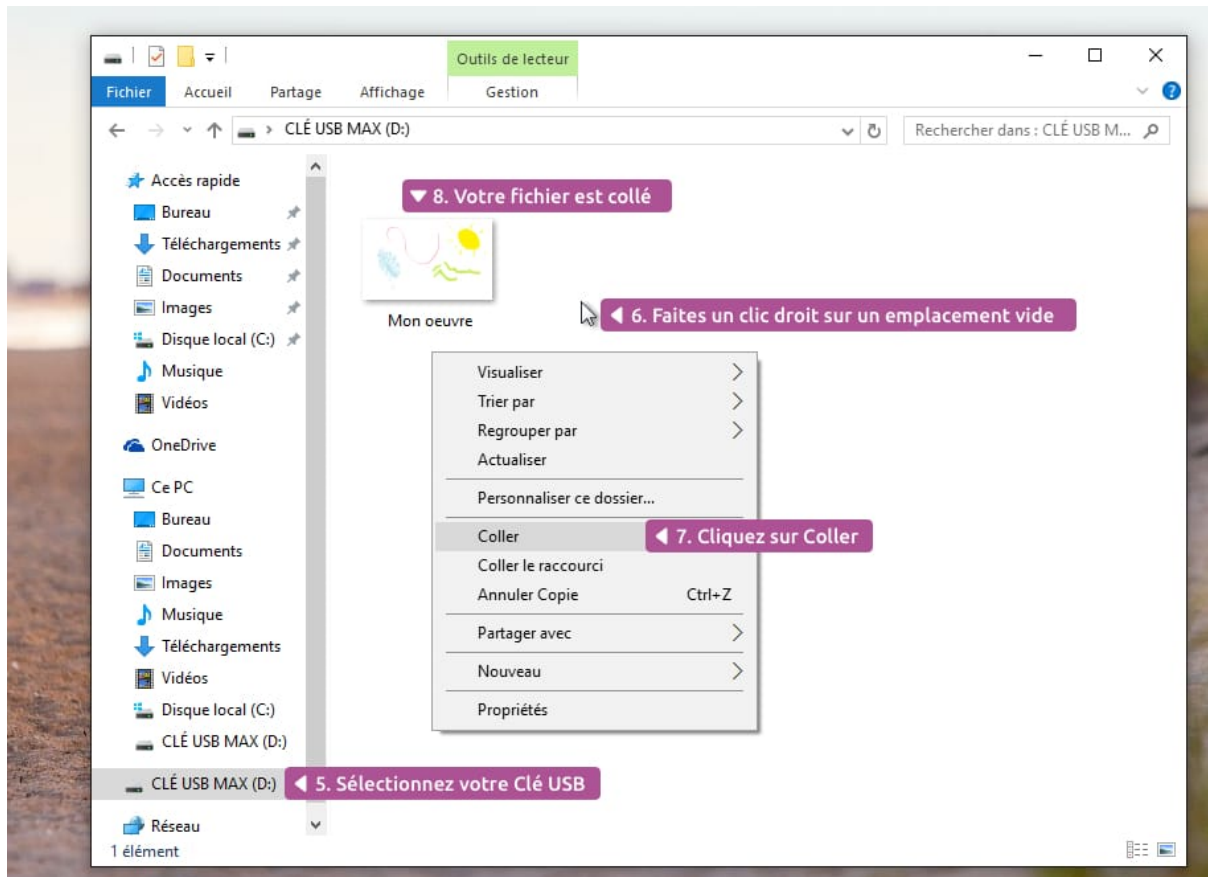 Outils de lecteur
Fichier Accueil Partage Affichage Gestion
CLÉ USB MAX (D:)
Rechercher dans : CLÉ USB M...
Accès rapide
Bureau
Téléchargements
Documents
Images
Disque local (C:)
Musique
Vidéos
OneDrive
Ce PC
Bureau
Documents
Images
Musique
Téléchargements
Vidéos
Disque local (C:)
CLÉ USB MAX (D:)
CLÉ USB MAX (D:)
5. Sélectionnez votre Clé USB
Réseau
1 élément
8. Votre fichier est collé
Mon oeuvre
6. Faites un clic droit sur un emplacement vide
Visualiser
Trier par
Regrouper par
Actualiser
Personnaliser ce dossier...
Coller
7. Cliquez sur Coller
Coller le raccourci
Annuler Copie Ctrl+Z
Partager avec
Nouveau
Propriétés